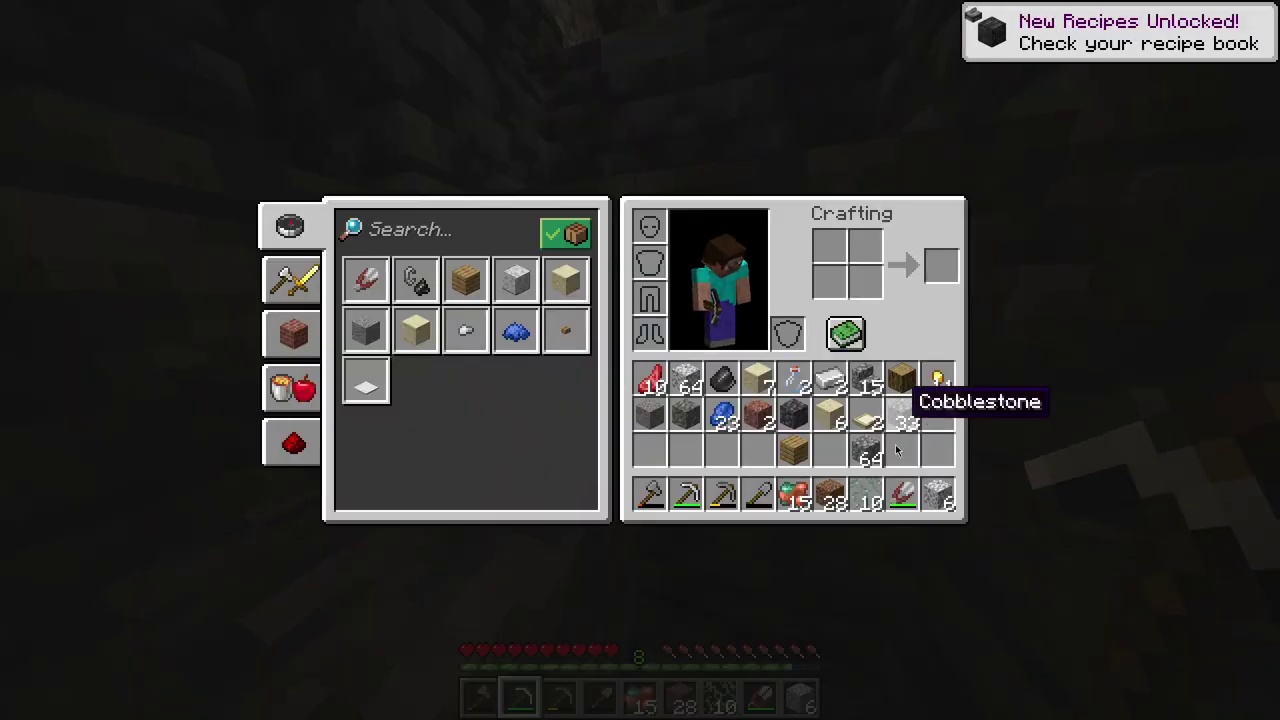 New Recipes Unlocked!
Check your recipe book
Search...
Crafting
10 64 7 2 2 15
Cobblestone
23 2 6 2 33
64
15 28 10 6
8
15 28 10 6